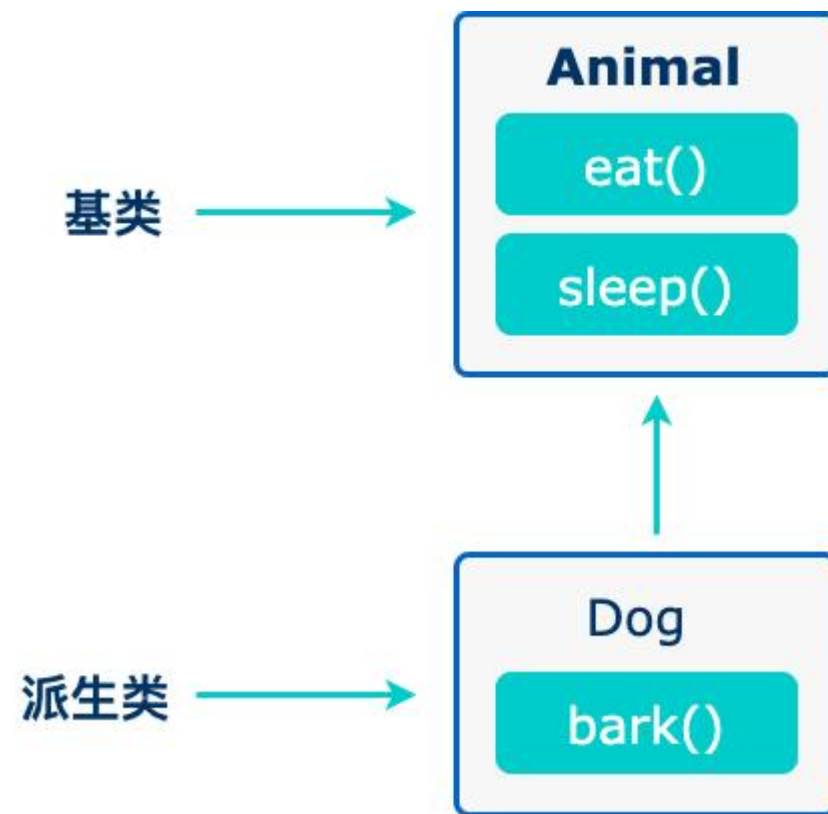 Animal
eat()
基类
sleep()
Dog
派生类
bark()